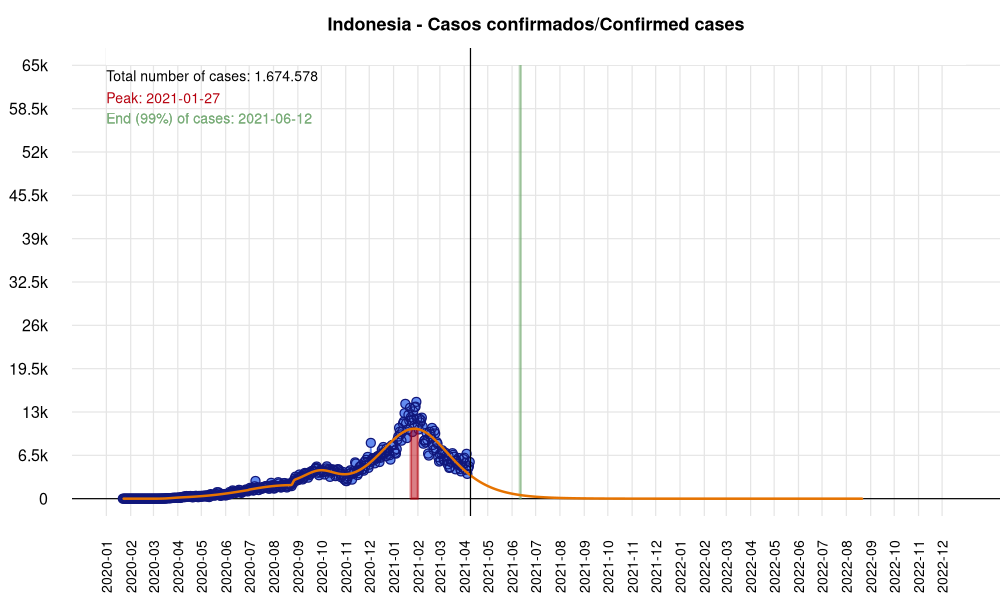 Indonesia - Casos confirmados/Confirmed cases
65k
Total number of cases: 1.674.578
Peak: 2021-01-27
58.5k
End (99%) of cases: 2021-06-12
52k
45.5k
39k
32.5k
26k
19.5k
13k
6.5k
0
2020-01
2020-02
2020-03
2020-04
2020-05
2020-06
2020-07
2020-08
2020-09
2020-10
2020-11
2020-12
2021-01
2021-02
2021-03
2021-04
2021-05
2021-06
2021-07
2021-08
2021-09
2021-10
2021-11
2021-12
2022-01
2022-02
2022-03
2022-04
2022-05
2022-06
2022-07
2022-08
2022-09
2022-10
2022-11
2022-12